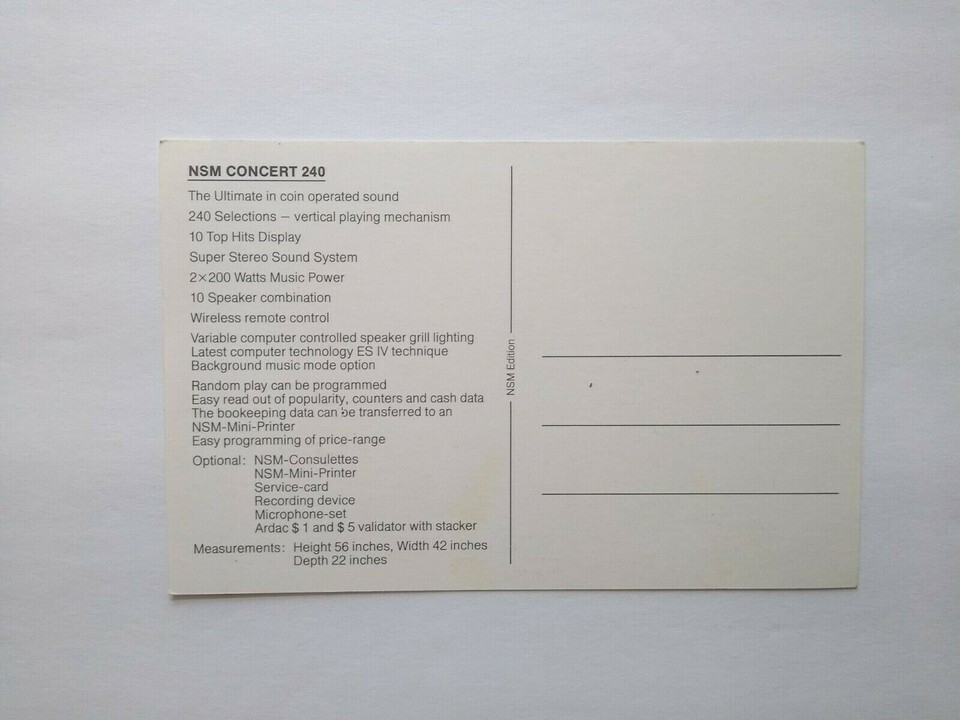 NSM CONCERT 240
The Ultimate in coin operated sound
240 Selections – vertical playing mechanism
10 Top Hits Display
Super Stereo Sound System
2×200 Watts Music Power
10 Speaker combination
Wireless remote control
Variable computer controlled speaker grill lighting
Latest computer technology ES IV technique
Background music mode option
Random play can be programmed
Easy read out of popularity, counters and cash data
The bookeeping data can be transferred to an
NSM-Mini-Printer
Easy programming of price-range
Optional: NSM-Consulettes
NSM-Mini-Printer
Service-card
Recording device
Microphone-set
Ardac $ 1 and $ 5 validator with stacker
Measurements: Height 56 inches, Width 42 inches
Depth 22 inches
NSM Edition